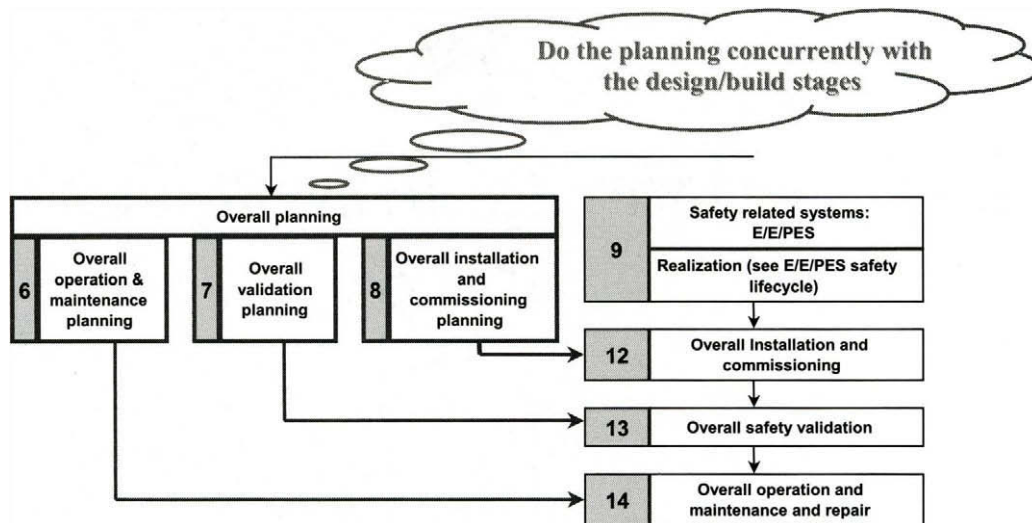 Do the planning concurrently with
the design/build stages
Overall planning
6
Overall
operation &
maintenance
planning
7
Overall
validation
planning
8
Overall installation
and
commissioning
planning
9
Safety related systems:
E/E/PES
Realization (see E/E/PES safety
lifecycle)
12
Overall Installation and
commissioning
13
Overall safety validation
14
Overall operation and
maintenance and repair